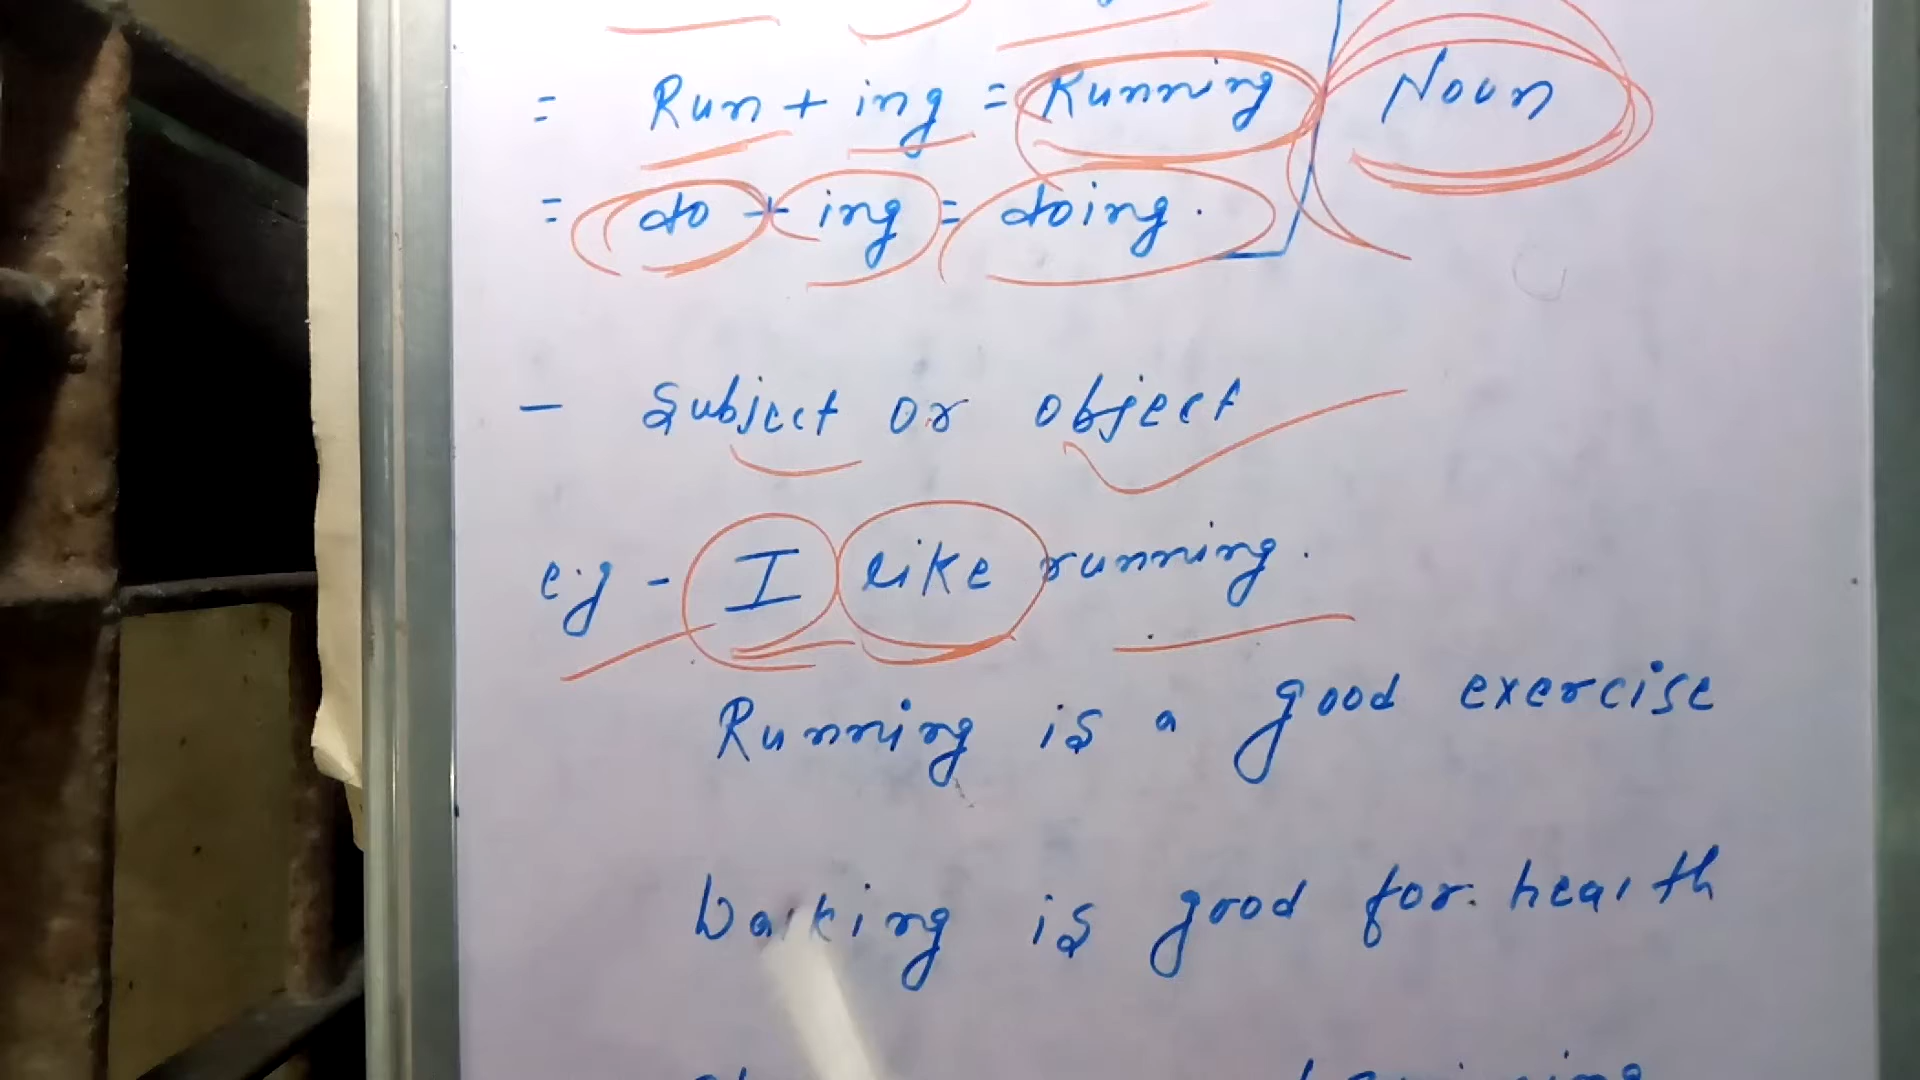 = Run + ing = Running Noun
= do + ing = doing.
- Subject or object
e.g - I like running.
Running is a good exercise
Walking is good for health